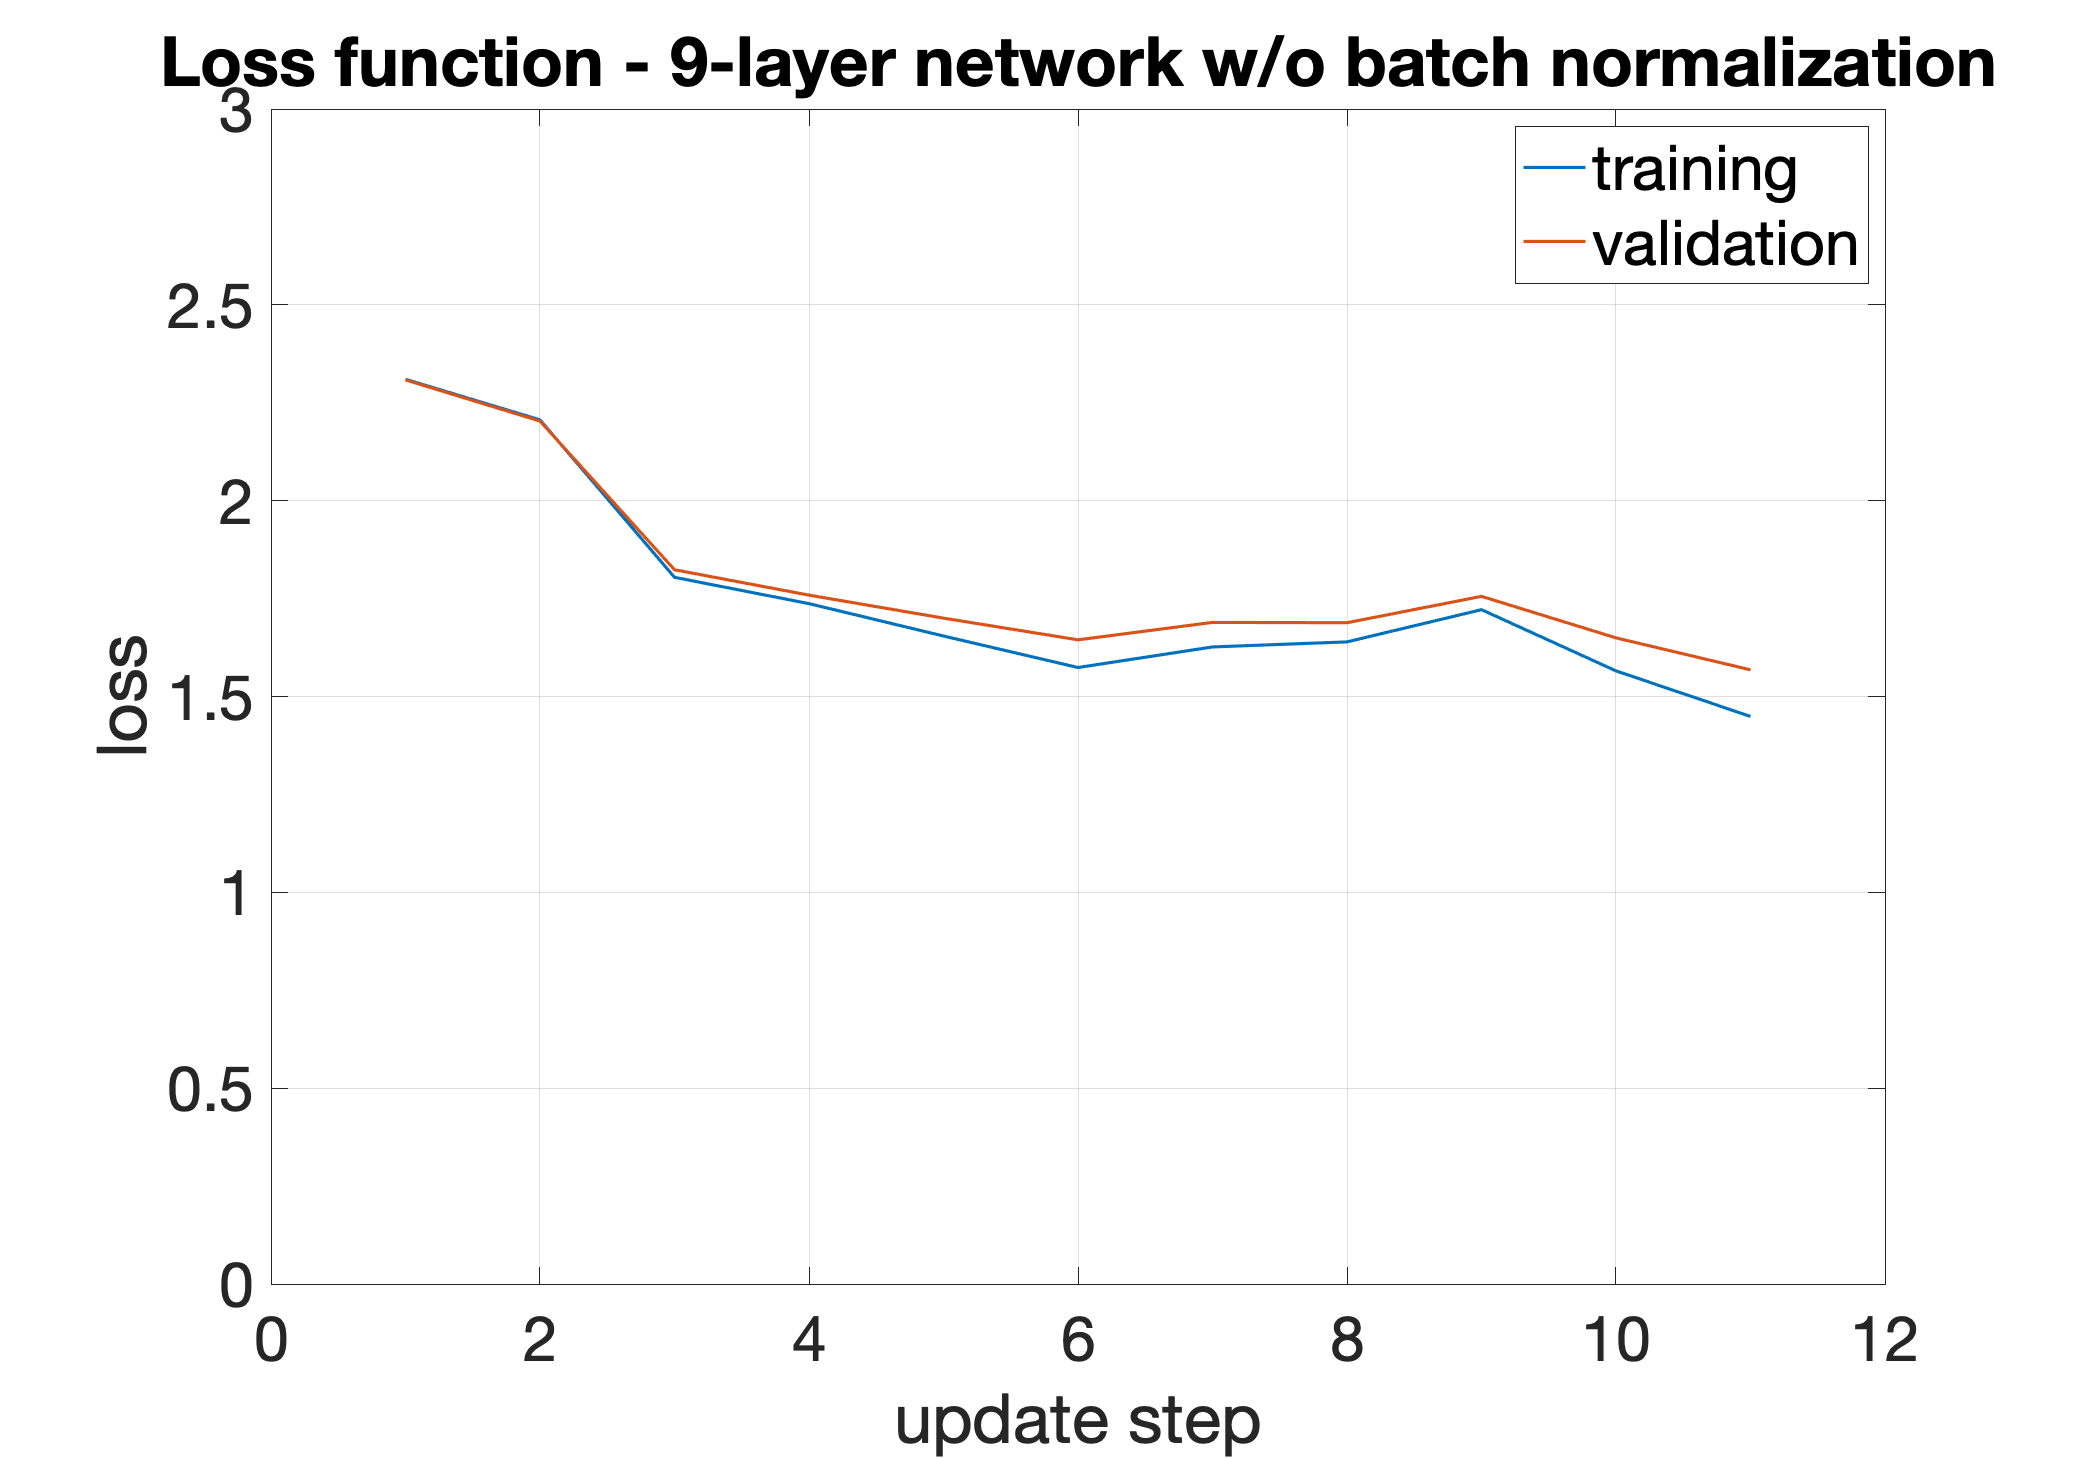 Loss function - 9-layer network w/o batch normalization
3
training
validation
2.5
2
1.5
1
0.5
0
loss
0 2 4 6 8 10 12
update step